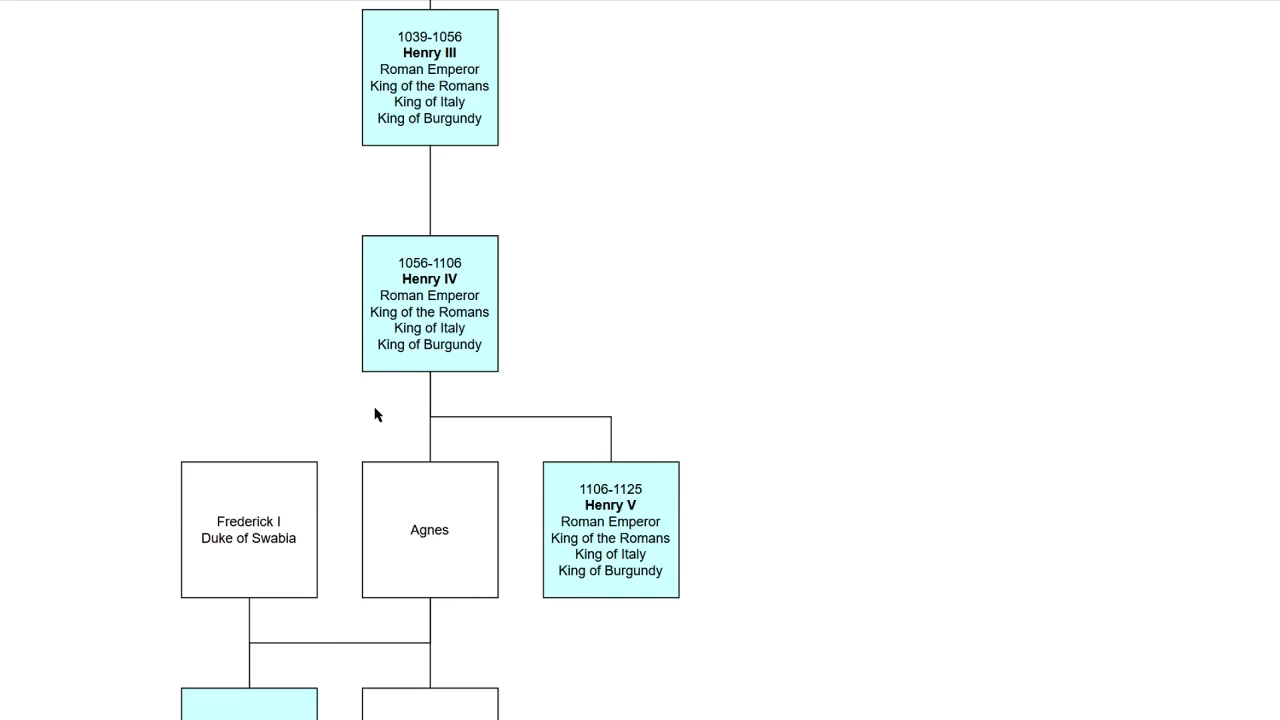 1039-1056
Henry III
Roman Emperor
King of the Romans
King of Italy
King of Burgundy
1056-1106
Henry IV
Roman Emperor
King of the Romans
King of Italy
King of Burgundy
Frederick I
Duke of Swabia
Agnes
1106-1125
Henry V
Roman Emperor
King of the Romans
King of Italy
King of Burgundy